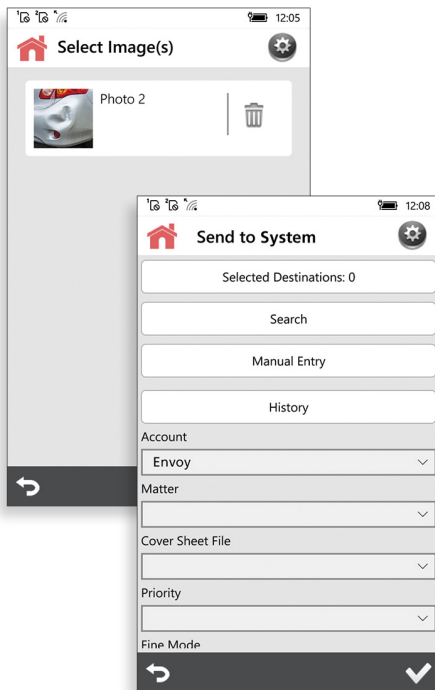 12:05
Select Image(s)
Photo 2
12:08
Send to System
Selected Destinations: 0
Search
Manual Entry
History
Account
Envoy
Matter
Cover Sheet File
Priority
Fine Mode